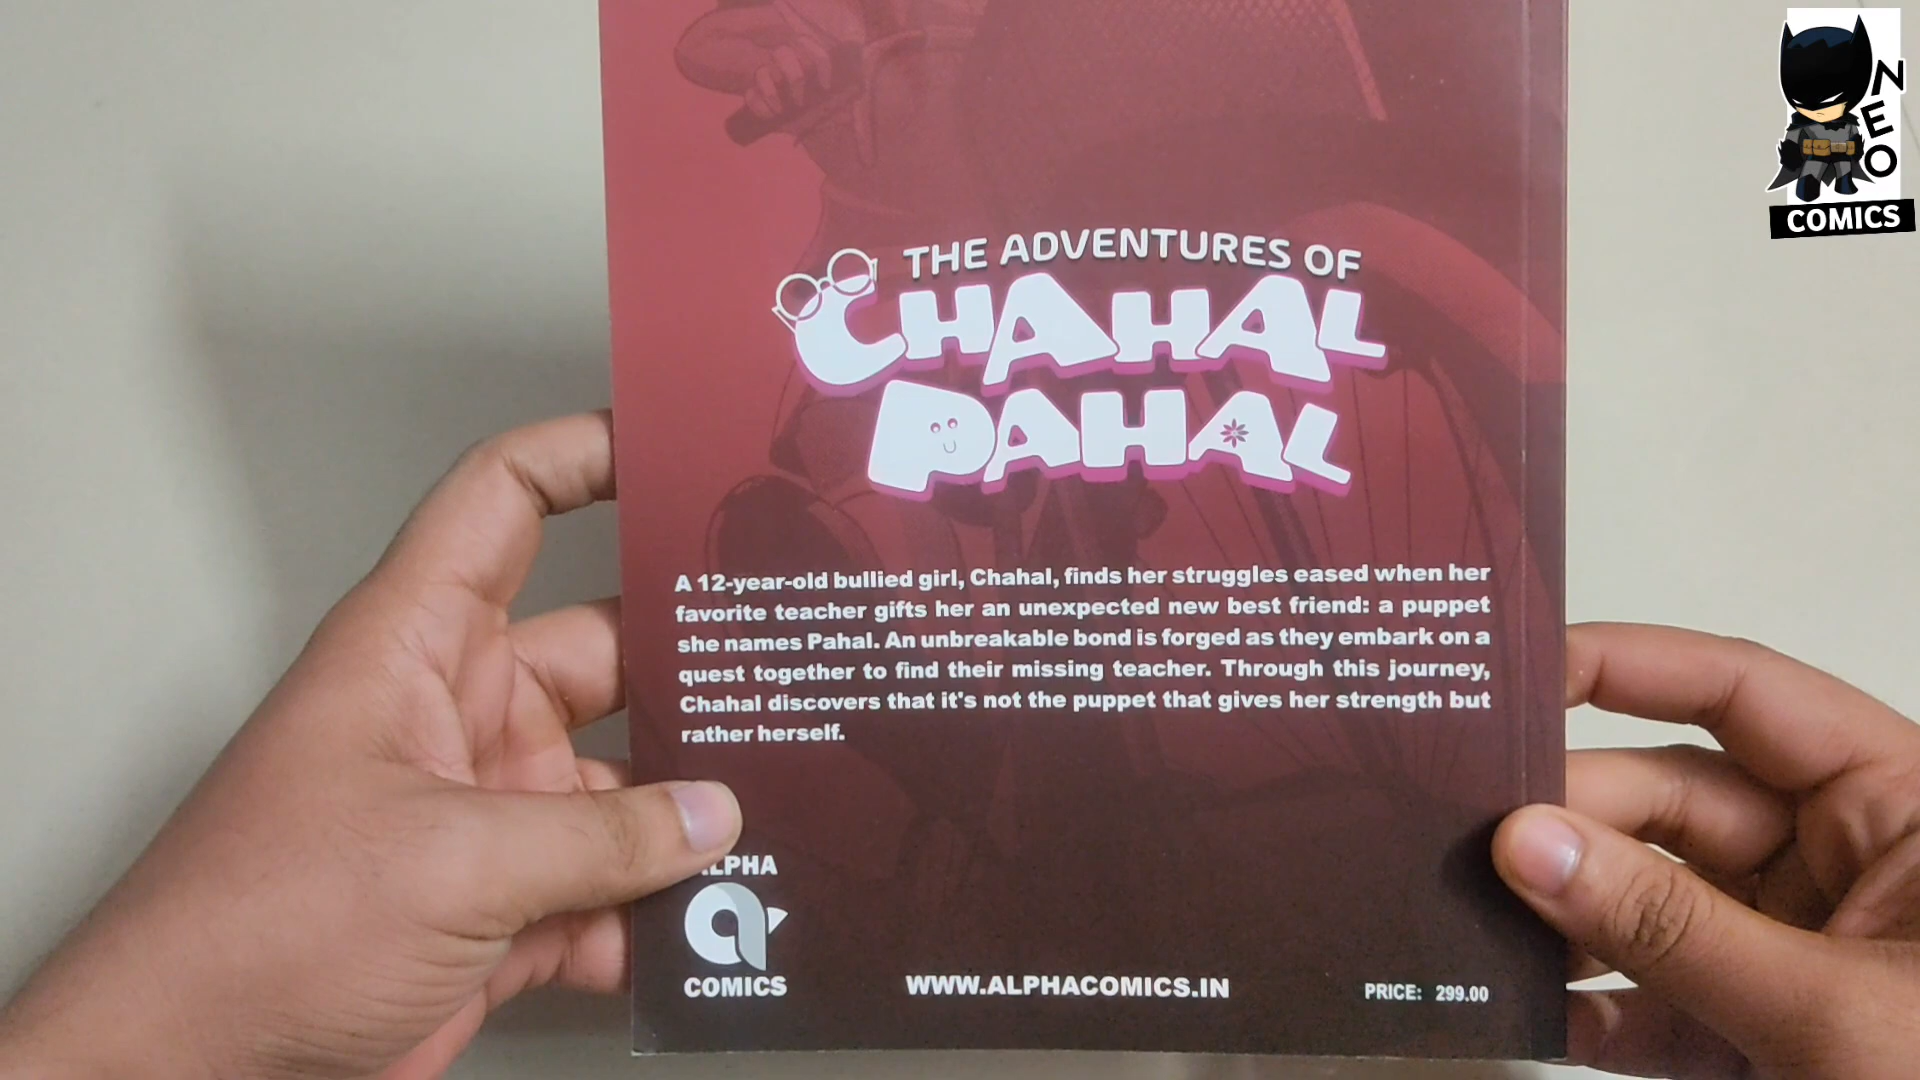 NEO
COMICS
THE ADVENTURES OF
CHAHAL
PAHAL
A 12-year-old bullied girl, Chahal, finds her struggles eased when her
favorite teacher gifts her an unexpected new best friend: a puppet
she names Pahal. An unbreakable bond is forged as they embark on a
quest together to find their missing teacher. Through this journey,
Chahal discovers that it's not the puppet that gives her strength but
rather herself.
ALPHA
COMICS
WWW.ALPHACOMICS.IN
PRICE: 299.00